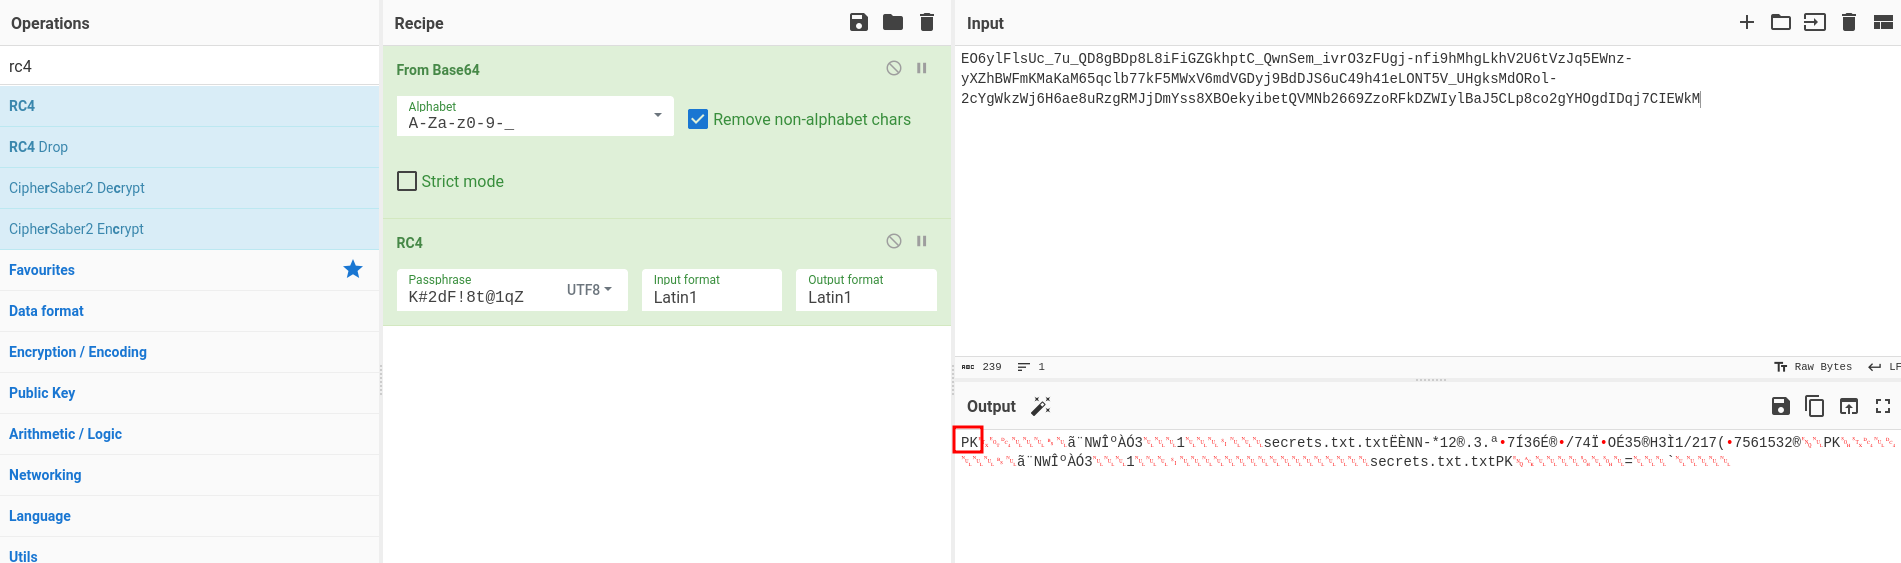 Operations
rc4
RC4
RC4 Drop
CipherSaber2 Decrypt
CipherSaber2 Encrypt
Favourites
Data format
Encryption / Encoding
Public Key
Arithmetic / Logic
Networking
Language
Utils
Recipe
From Base64
Alphabet
A-Za-z0-9-_
Remove non-alphabet chars
Strict mode
RC4
Passphrase
K#2dF!8t@1qZ
UTF8
Input format
Latin1
Output format
Latin1
Input
EO6ylFlsUc_7u_QD8gBDp8L8iFiGZGkhptC_QwnSem_ivrO3zFUgj-nfi9hMhgLkhV2U6tVzJq5EWnz-
yXZhBWFmKMaKaM65qclb77kF5MWxV6mdVGDyj9BdDJS6uC49h41eLONT5V_UHgksMdORol-
2cYgWkzWj6H6ae8uRzgRMJjDmYss8XBOekyibetQVMNb2669ZzoRFkDZWIylBaJ5CLp8co2gYHOgdIDqj7CIEWkM
239
1
Raw Bytes
LF
Output
PK ã¨NWÎºÀÓ3 1 secrets.txt.txtËÈNN-*12®.3.ª•7Í36É®•/74Ï•OÉ35®H3Ì1/217(•7561532® PK
ã¨NWÎºÀÓ3 1 secrets.txt.txtPK = `